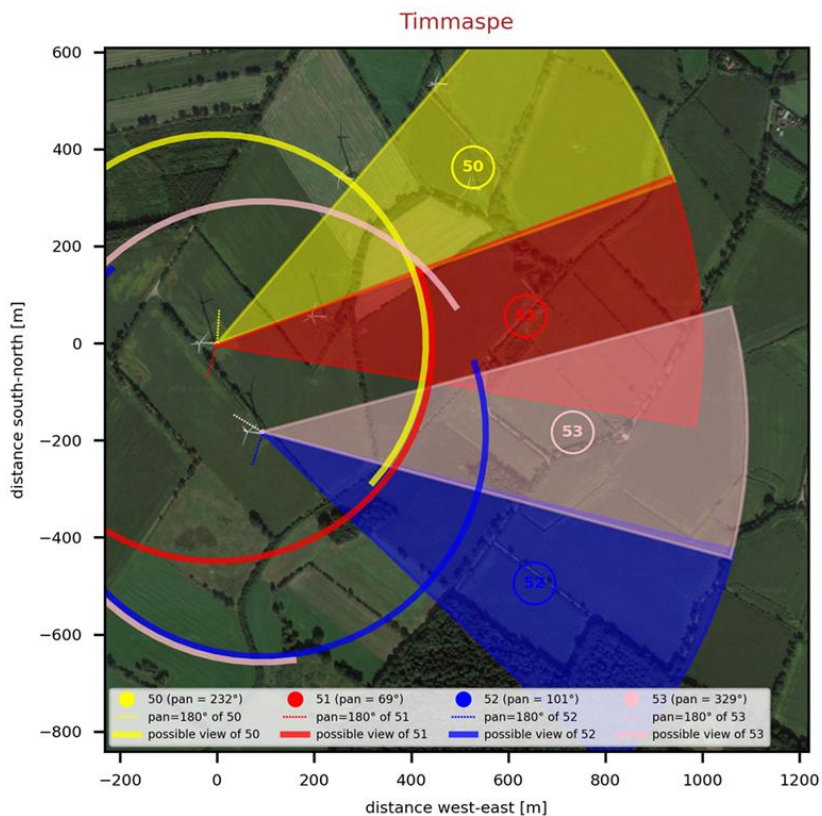 Timmaspe
600
400
200
0
−200
−400
−600
−800
distance south-north [m]
50
51
53
52
50 (pan = 232°) 51 (pan = 69°) 52 (pan = 101°) 53 (pan = 329°)
pan=180° of 50 pan=180° of 51 pan=180° of 52 pan=180° of 53
possible view of 50 possible view of 51 possible view of 52 possible view of 53
−200 0 200 400 600 800 1000 1200
distance west-east [m]